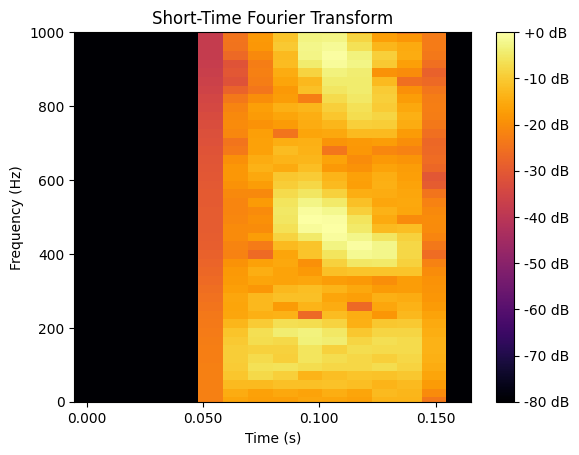 Short-Time Fourier Transform
1000
800
600
400
200
0
Frequency (Hz)
0.000
0.050
0.100
0.150
Time (s)
+0 dB
-10 dB
-20 dB
-30 dB
-40 dB
-50 dB
-60 dB
-70 dB
-80 dB